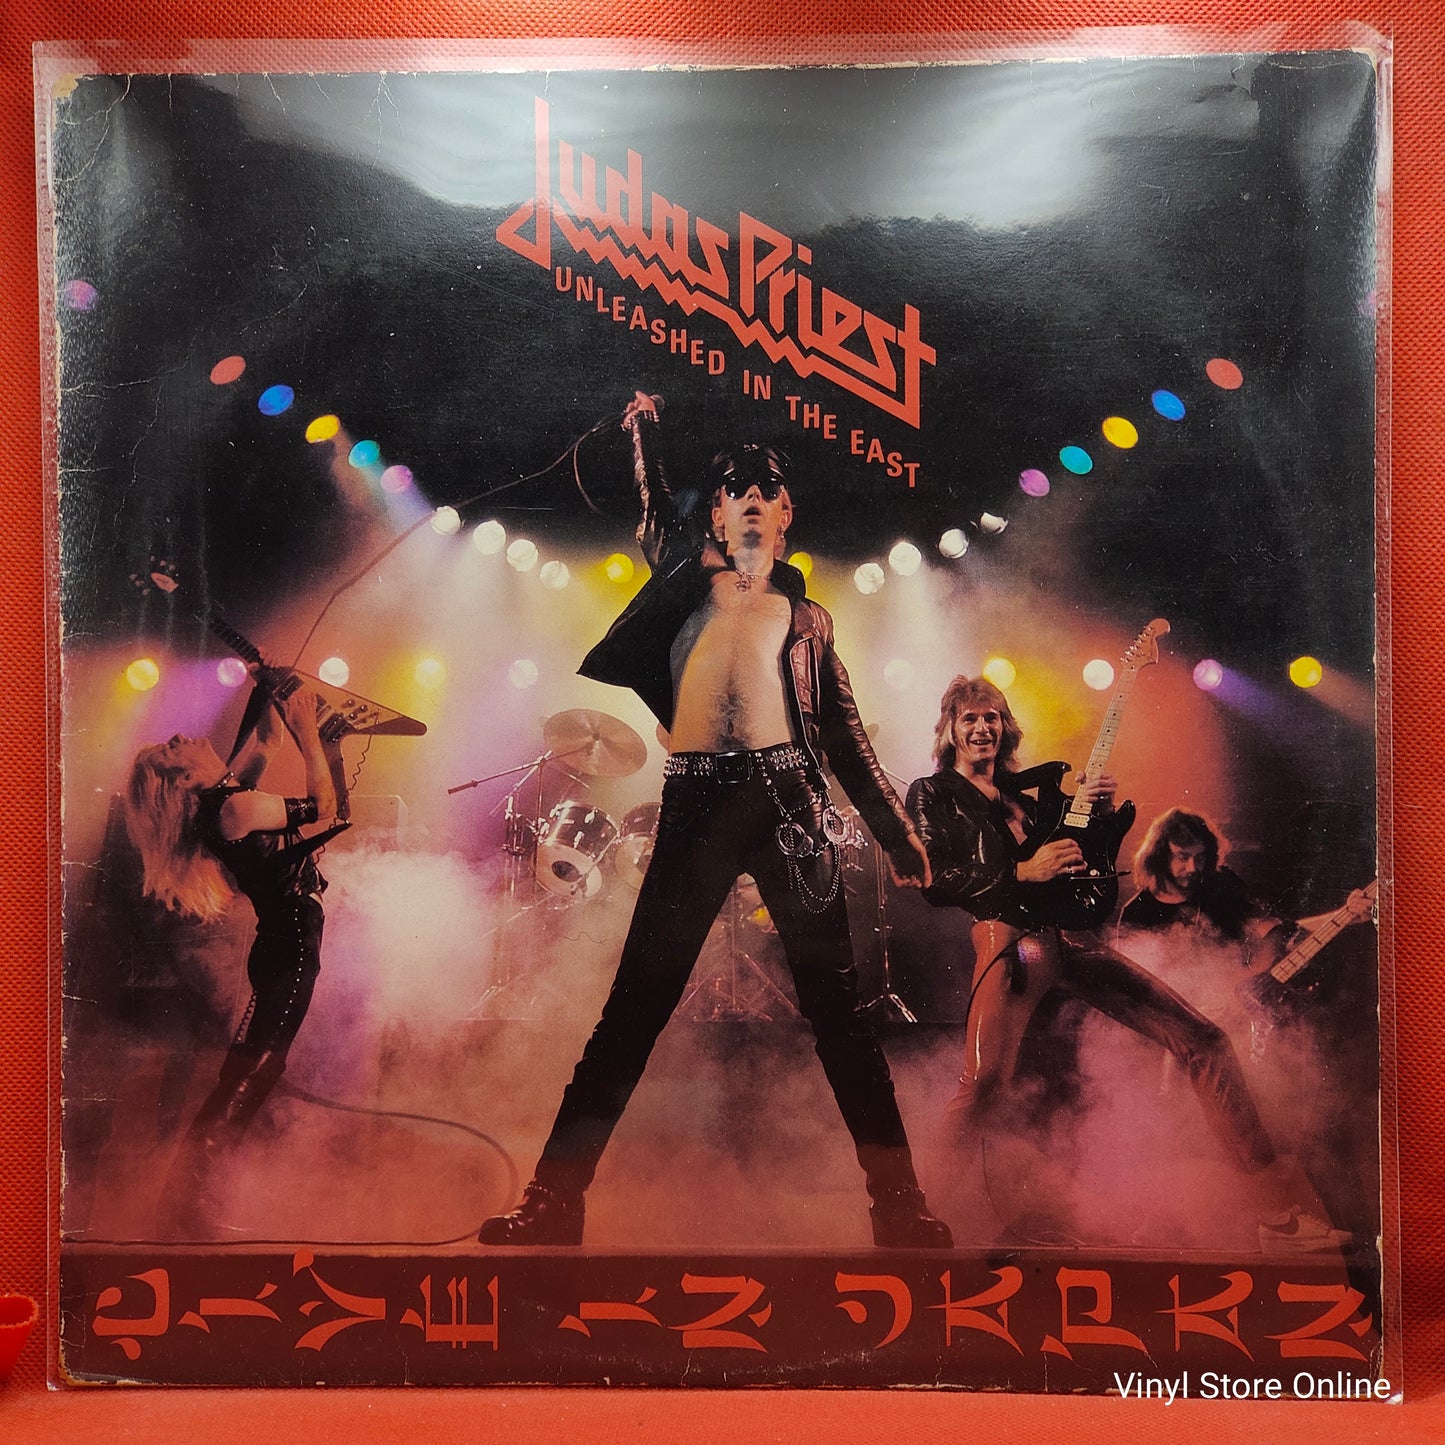 Judas Priest
UNLEASHED IN THE EAST
LIVE IN JAPAN
Vinyl Store Online